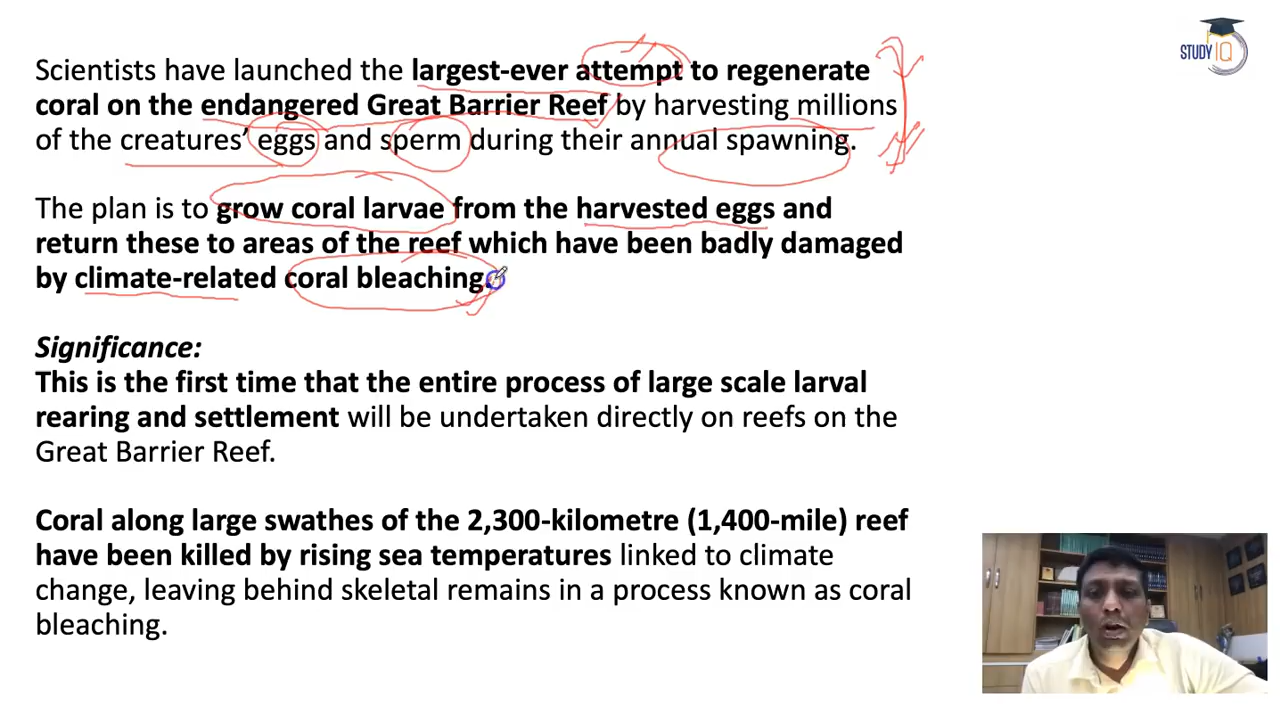 STUDY IQ
Scientists have launched the largest-ever attempt to regenerate
coral on the endangered Great Barrier Reef by harvesting millions
of the creatures’ eggs and sperm during their annual spawning.
The plan is to grow coral larvae from the harvested eggs and
return these to areas of the reef which have been badly damaged
by climate-related coral bleaching.
Significance:
This is the first time that the entire process of large scale larval
rearing and settlement will be undertaken directly on reefs on the
Great Barrier Reef.
Coral along large swathes of the 2,300-kilometre (1,400-mile) reef
have been killed by rising sea temperatures linked to climate
change, leaving behind skeletal remains in a process known as coral
bleaching.